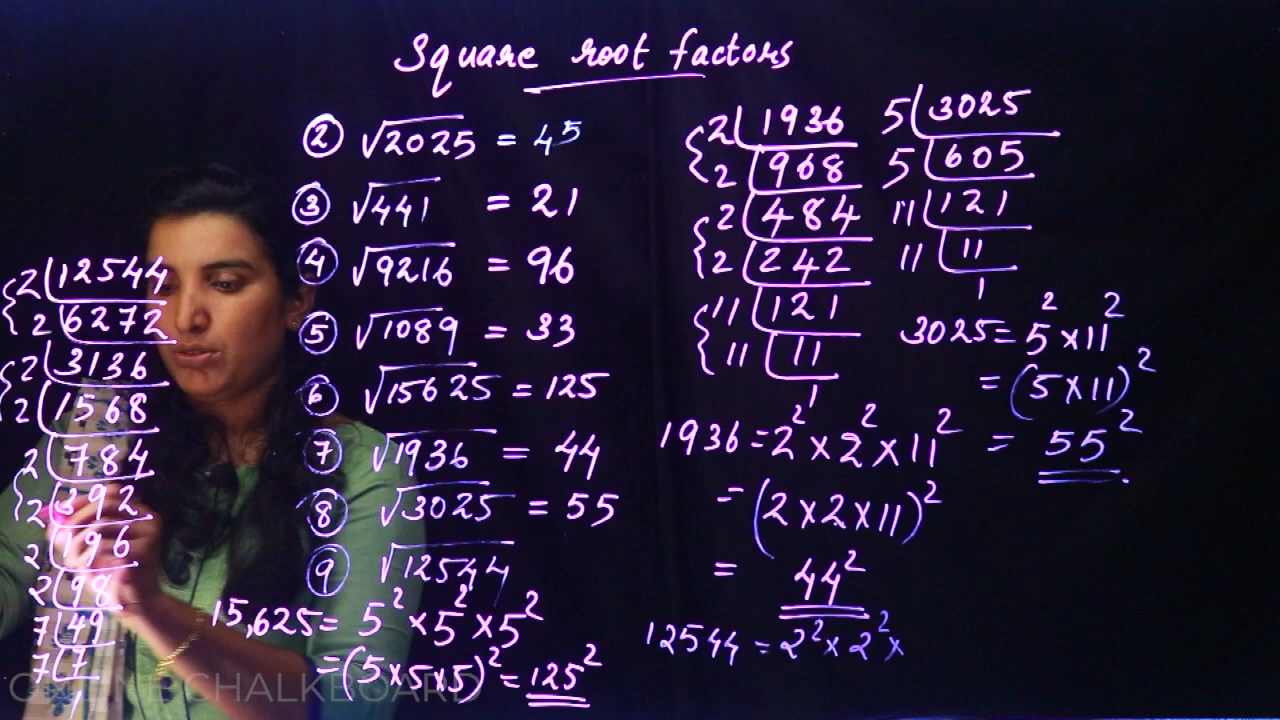 Square root factors
② √2025 = 45
③ √441 = 21
④ √9216 = 96
⑤ √1089 = 33
⑥ √15625 = 125
⑦ √1936 = 44
⑧ √3025 = 55
⑨ √12544
15,625 = 5² × 5² × 5²
= (5×5×5)² = 125²
2 12544
2 6272
2 3136
2 1568
2 784
2 392
2 196
2 98
7 49
7 7
1
2 1936
2 968
2 484
2 242
11 121
11 11
1
1936 = 2² × 2² × 11²
= (2×2×11)²
= 44²
12544 = 2² × 2² ×
5 3025
5 605
11 121
11 11
1
3025 = 5² × 11²
= (5×11)²
= 55²
CHALKBOARD